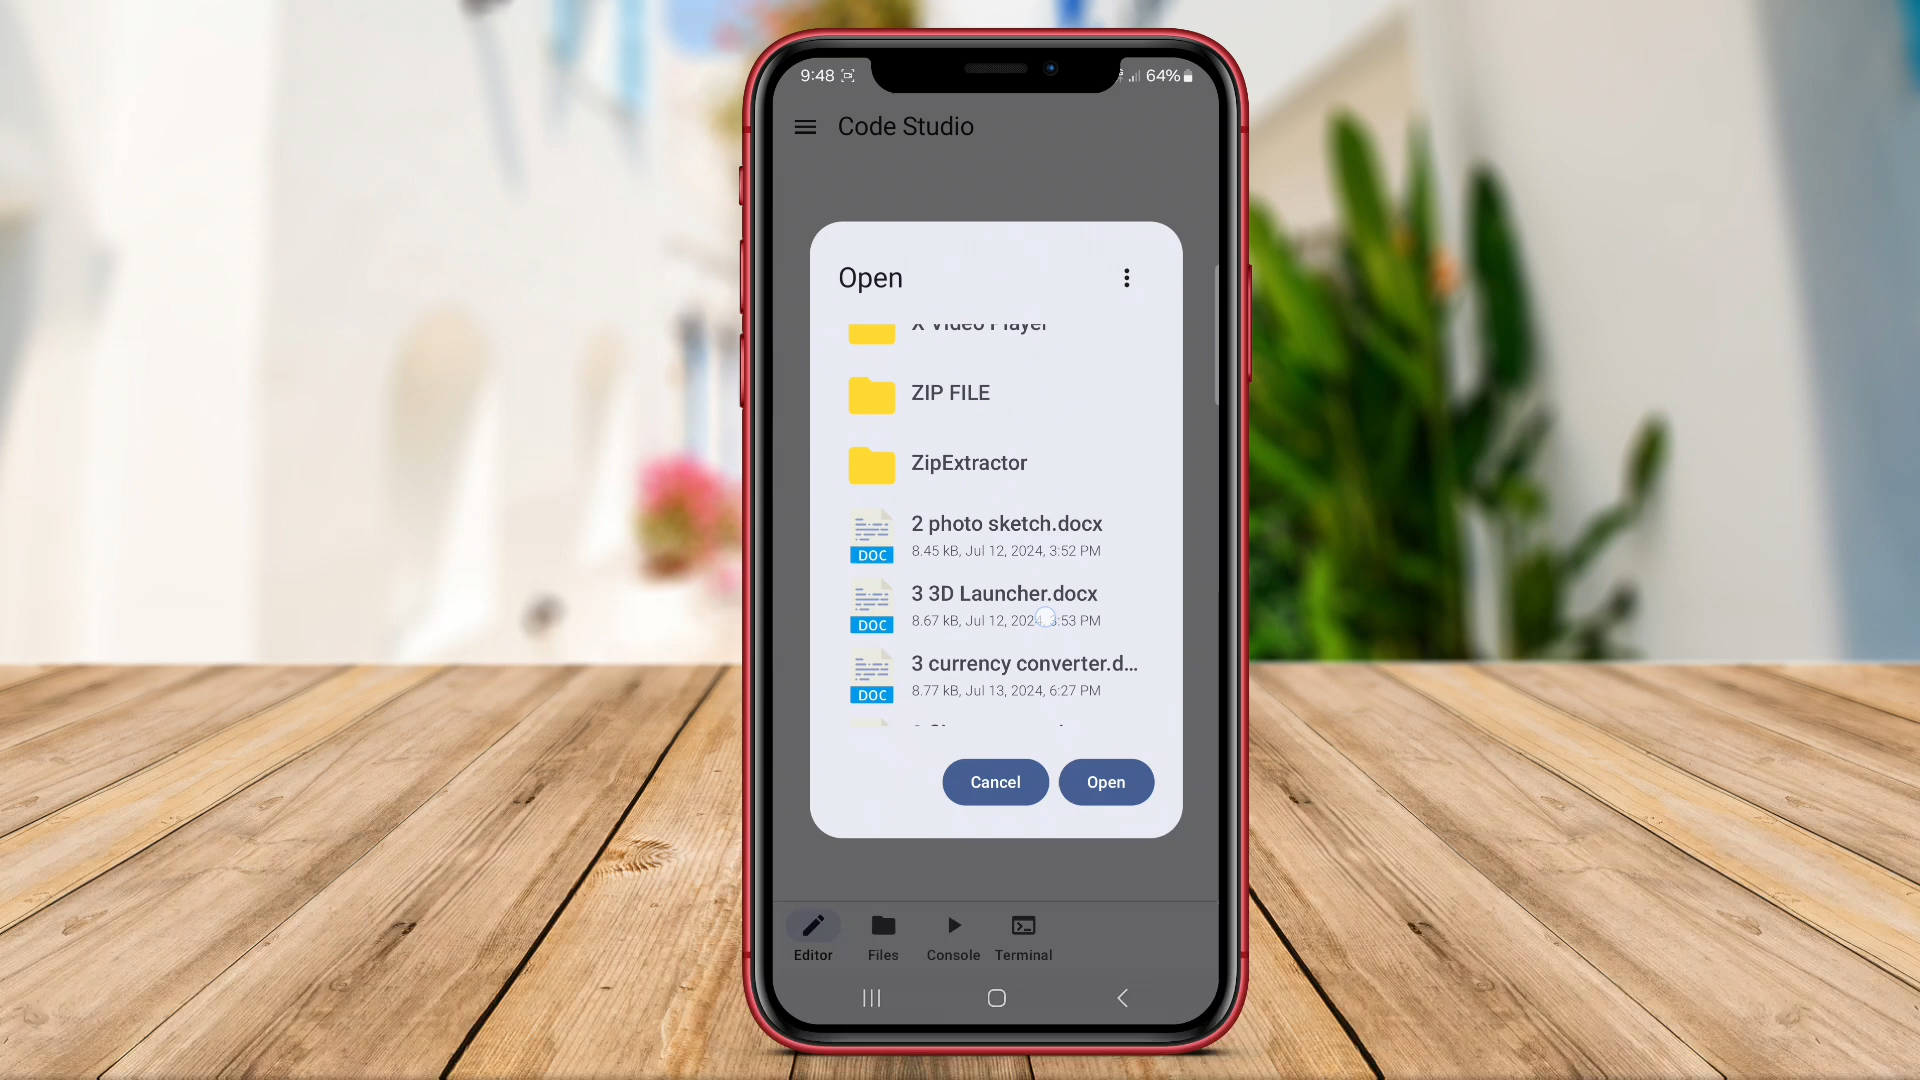 9:48
64%
Code Studio
Open
X Video Player
ZIP FILE
ZipExtractor
2 photo sketch.docx
DOC
8.45 kB, Jul 12, 2024, 3:52 PM
3 3D Launcher.docx
DOC
8.67 kB, Jul 12, 2024, 3:53 PM
3 currency converter.d...
DOC
8.77 kB, Jul 13, 2024, 6:27 PM
Cancel
Open
Editor
Files
Console
Terminal